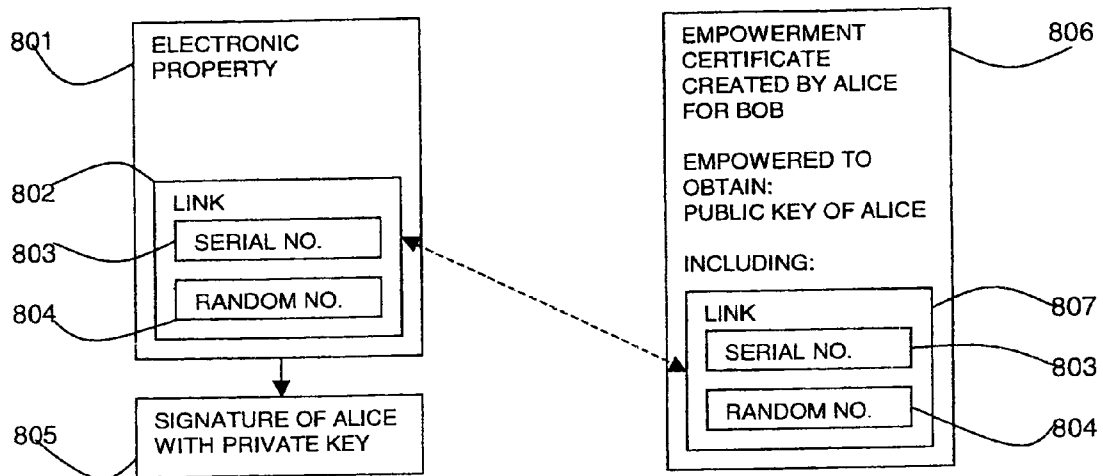 801
ELECTRONIC
PROPERTY
802
LINK
803
SERIAL NO.
804
RANDOM NO.
805
SIGNATURE OF ALICE
WITH PRIVATE KEY
806
EMPOWERMENT
CERTIFICATE
CREATED BY ALICE
FOR BOB
EMPOWERED TO
OBTAIN:
PUBLIC KEY OF ALICE
INCLUDING:
807
LINK
SERIAL NO.
803
RANDOM NO.
804